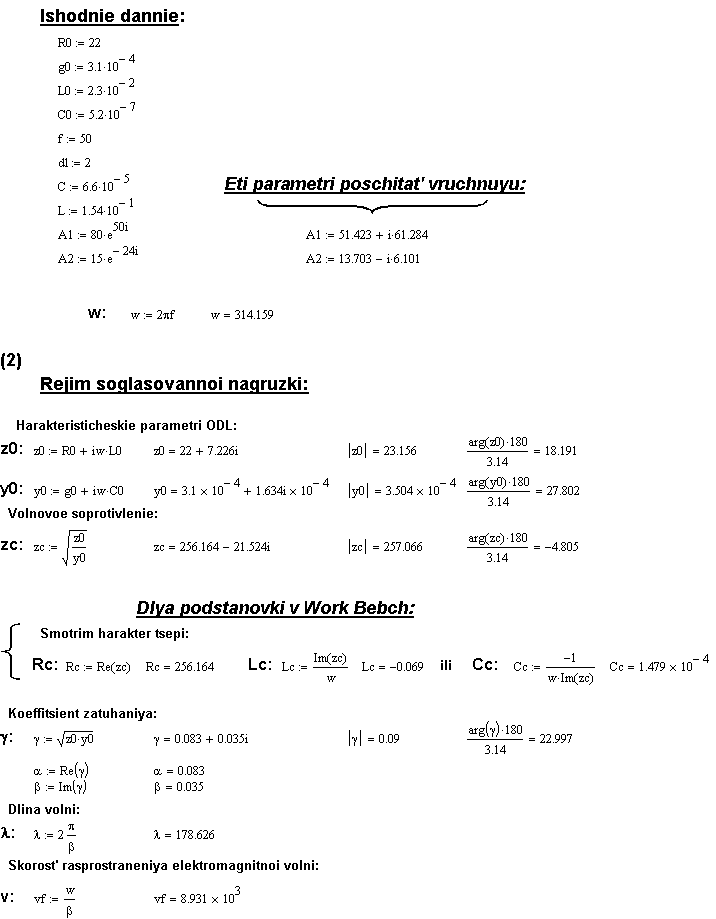 Ishodnie dannie:
R0 := 22
g0 := 3.1·10^-4
L0 := 2.3·10^-2
C0 := 5.2·10^-7
f := 50
dl := 2
C := 6.6·10^-5
Eti parametri poschitat' vruchnuyu:
L := 1.54·10^-1
A1 := 80·e^50i A1 := 51.423 + i·61.284
A2 := 15·e^-24i A2 := 13.703 − i·6.101
w: w := 2πf w = 314.159
(2)
Rejim soglasovannoi nagruzki:
Harakteristicheskie parametri ODL:
z0: z0 := R0 + iw·L0 z0 = 22 + 7.226i |z0| = 23.156 arg(z0)·180/3.14 = 18.191
y0: y0 := g0 + iw·C0 y0 = 3.1 × 10^-4 + 1.634i × 10^-4 |y0| = 3.504 × 10^-4 arg(y0)·180/3.14 = 27.802
Volnovoe soprotivlenie:
zc: zc := √(z0/y0) zc = 256.164 − 21.524i |zc| = 257.066 arg(zc)·180/3.14 = −4.805
Dlya podstanovki v Work Bebch:
Smotrim harakter tsepi:
Rc: Rc := Re(zc) Rc = 256.164 Lc: Lc := Im(zc)/w Lc = −0.069 ili Cc: Cc := −1/(w·Im(zc)) Cc = 1.479 × 10^-4
Koeffitsient zatuhaniya:
γ: γ := √(z0·y0) γ = 0.083 + 0.035i |γ| = 0.09 arg(γ)·180/3.14 = 22.997
α := Re(γ) α = 0.083
β := Im(γ) β = 0.035
Dlina volni:
λ: λ := 2 π/β λ = 178.626
Skorost' rasprostraneniya elektromagnitnoi volni:
v: vf := w/β vf = 8.931 × 10^3